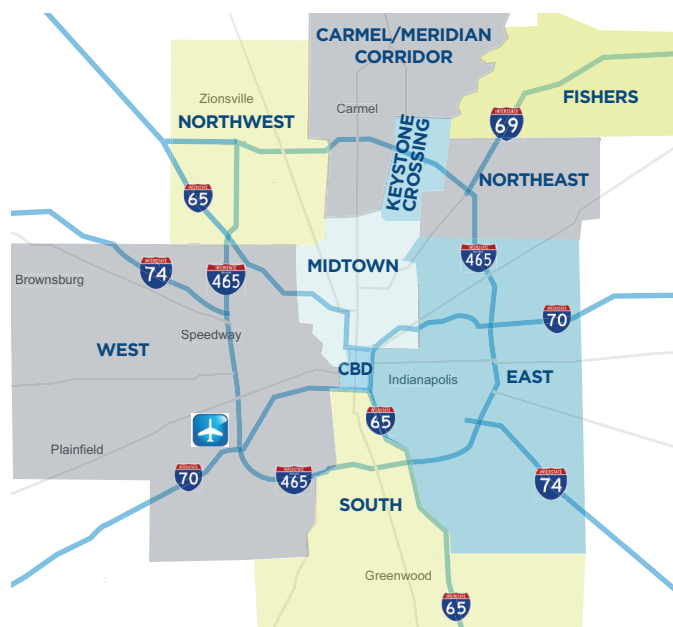 CARMEL/MERIDIAN
CORRIDOR
FISHERS
Zionsville
NORTHWEST
Carmel
INTERSTATE
69
KEYSTONE
CROSSING
NORTHEAST
INTERSTATE
65
INTERSTATE
74
INTERSTATE
465
MIDTOWN
INTERSTATE
465
Brownsburg
INTERSTATE
70
Speedway
WEST
CBD
Indianapolis
EAST
INTERSTATE
65
Plainfield
INTERSTATE
70
INTERSTATE
465
INTERSTATE
74
SOUTH
Greenwood
INTERSTATE
65